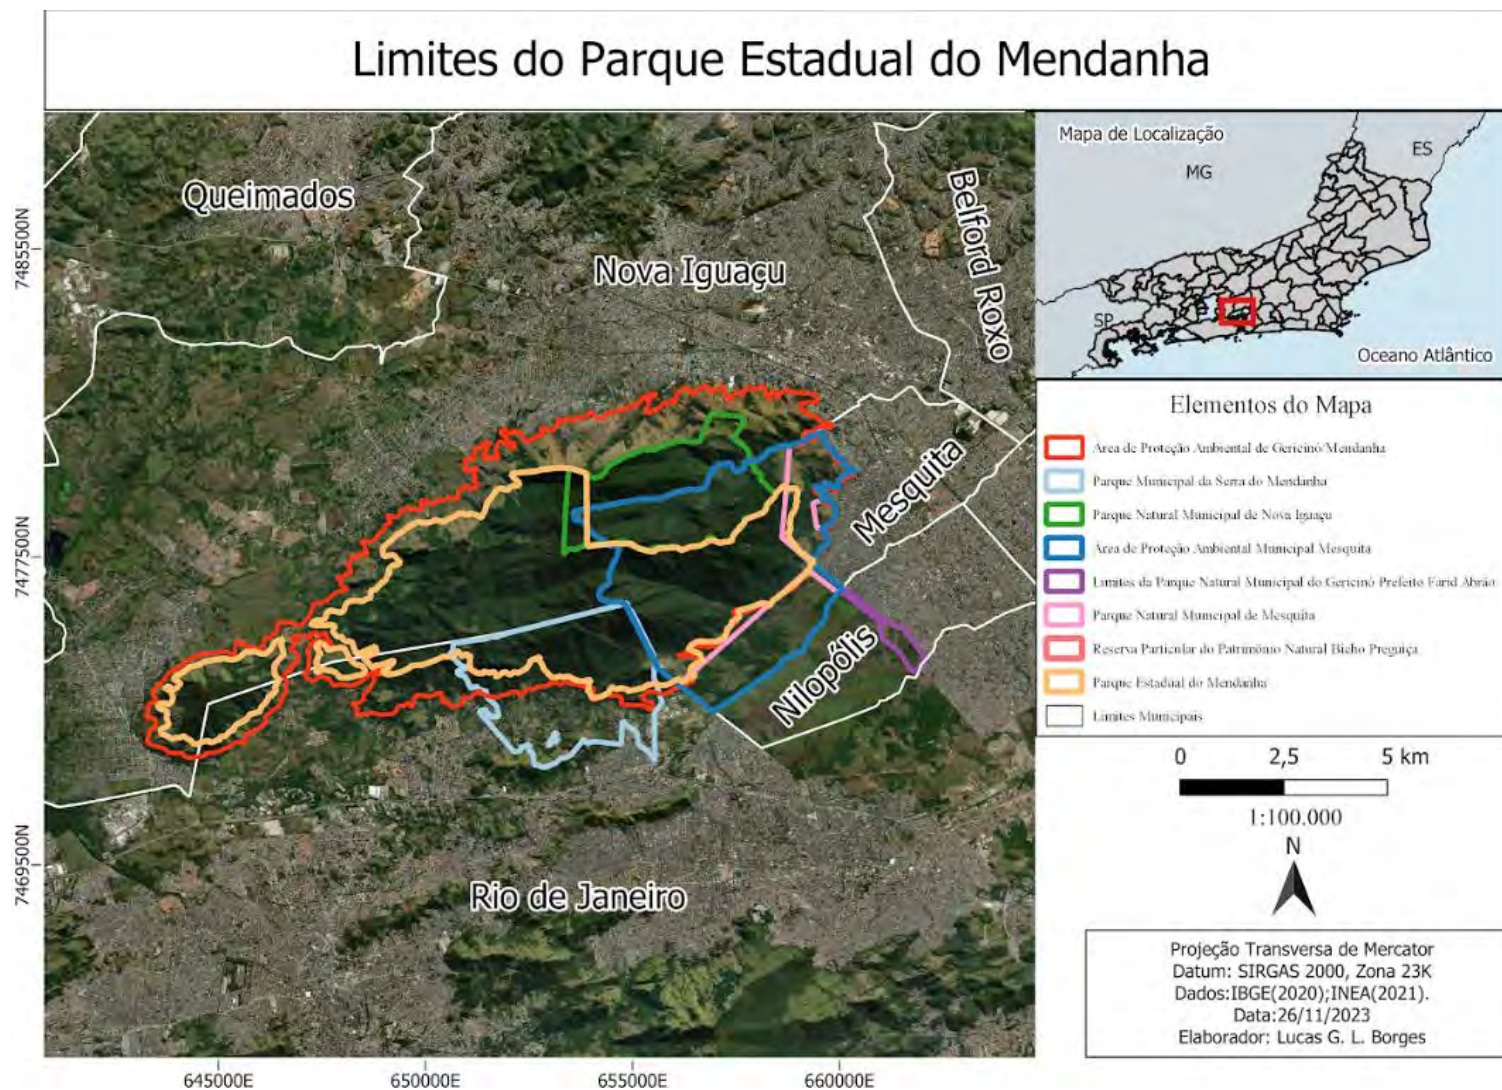 Limites do Parque Estadual do Mendanha
Queimados
Nova Iguaçu
Belford Roxo
Mesquita
Nilopólis
Rio de Janeiro
7485500N
7477500N
7469500N
645000E
650000E
655000E
660000E
Mapa de Localização
MG
ES
SP
Oceano Atlântico
Elementos do Mapa
Área de Proteção Ambiental de Gericinó/Mendanha
Parque Municipal da Serra do Mendanha
Parque Natural Municipal de Nova Iguaçu
Área de Proteção Ambiental Municipal Mesquita
Limites da Parque Natural Municipal do Gericinó Prefeito Farid Abrão
Parque Natural Municipal de Mesquita
Reserva Particular do Patrimônio Natural Bicho Preguiça
Parque Estadual do Mendanha
Limites Municipais
0 2,5 5 km
1:100.000
N
Projeção Transversa de Mercator
Datum: SIRGAS 2000, Zona 23K
Dados:IBGE(2020);INEA(2021).
Data:26/11/2023
Elaborador: Lucas G. L. Borges